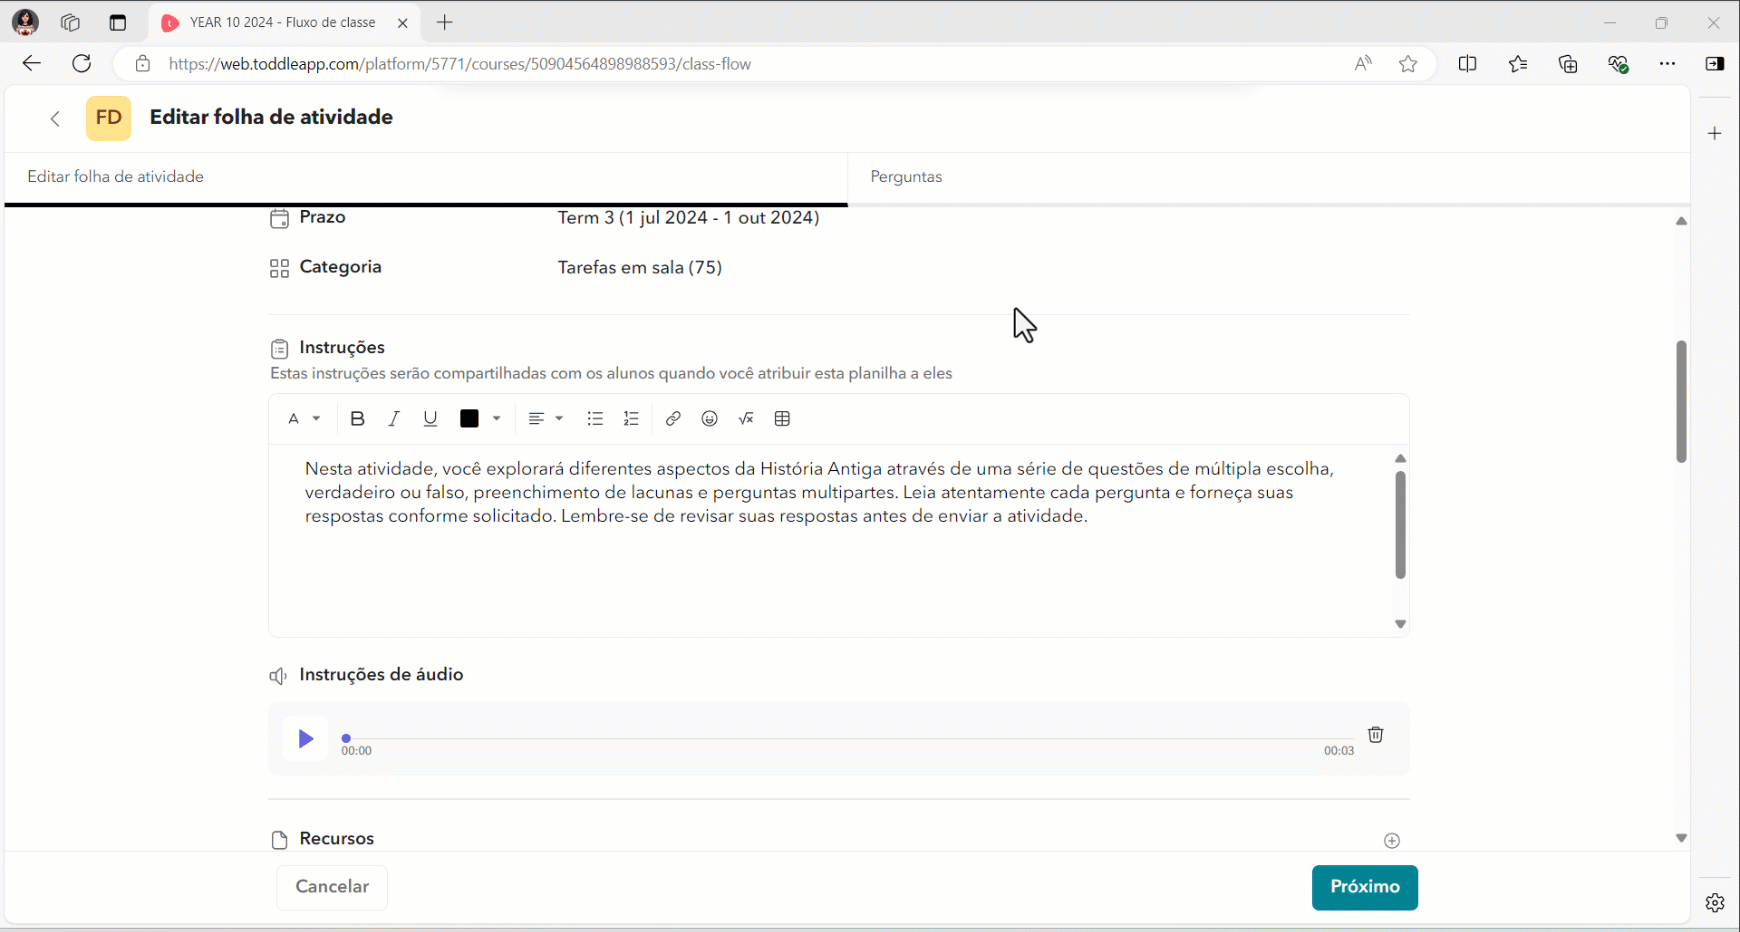 YEAR 10 2024 - Fluxo de classe
https://web.toddleapp.com/platform/5771/courses/50904564898988593/class-flow
FD
Editar folha de atividade
Editar folha de atividade
Perguntas
Prazo
Term 3 (1 jul 2024 - 1 out 2024)
Categoria
Tarefas em sala (75)
Instruções
Estas instruções serão compartilhadas com os alunos quando você atribuir esta planilha a eles
Nesta atividade, você explorará diferentes aspectos da História Antiga através de uma série de questões de múltipla escolha,
verdadeiro ou falso, preenchimento de lacunas e perguntas multipartes. Leia atentamente cada pergunta e forneça suas
respostas conforme solicitado. Lembre-se de revisar suas respostas antes de enviar a atividade.
Instruções de áudio
00:00
00:03
Recursos
Cancelar
Próximo